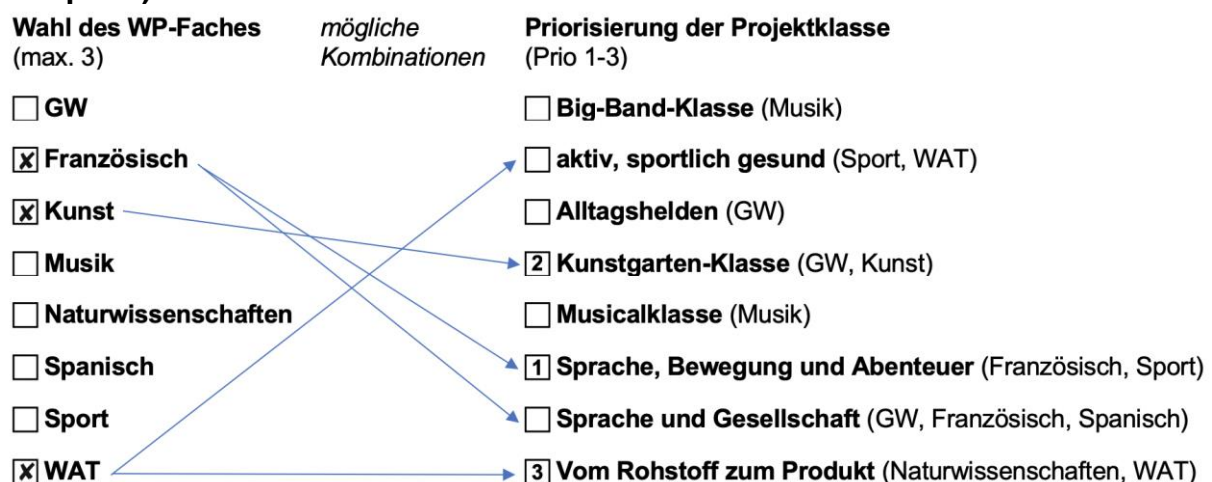 Wahl des WP-Faches mögliche Priorisierung der Projektklasse
(max. 3) Kombinationen (Prio 1-3)
GW Big-Band-Klasse (Musik)
x Französisch aktiv, sportlich gesund (Sport, WAT)
x Kunst Alltagshelden (GW)
Musik 2 Kunstgarten-Klasse (GW, Kunst)
Naturwissenschaften Musicalklasse (Musik)
Spanisch 1 Sprache, Bewegung und Abenteuer (Französisch, Sport)
Sport Sprache und Gesellschaft (GW, Französisch, Spanisch)
x WAT 3 Vom Rohstoff zum Produkt (Naturwissenschaften, WAT)